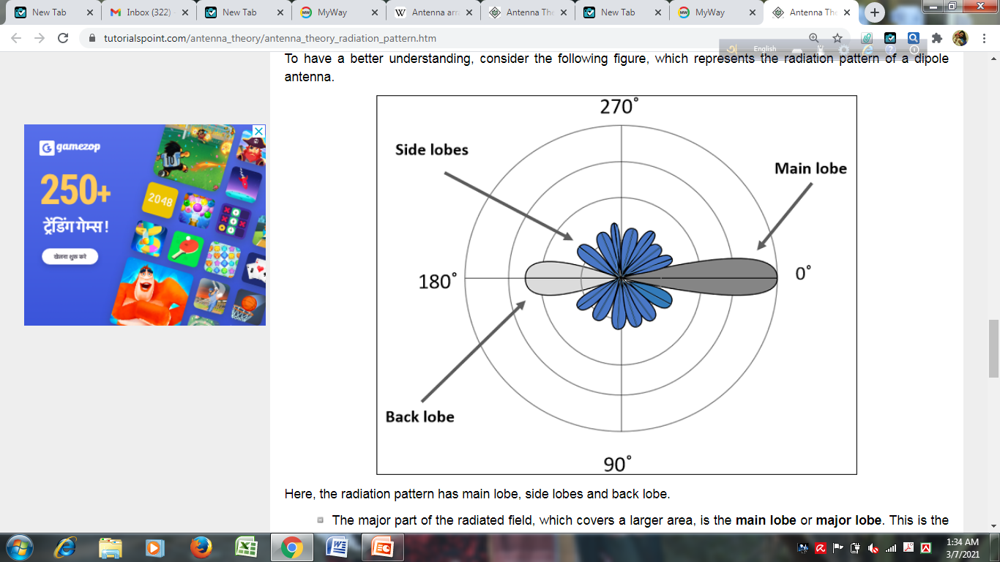 New Tab
Inbox (322)
New Tab
MyWay
Antenna arr
Antenna The
New Tab
MyWay
Antenna The
tutorialspoint.com/antenna_theory/antenna_theory_radiation_pattern.htm
English
To have a better understanding, consider the following figure, which represents the radiation pattern of a dipole
antenna.
gamezop
250+
ट्रेंडिंग गेम्स !
खेलना शुरू करे
2048
10
270°
Side lobes
Main lobe
180°
0°
Back lobe
90°
Here, the radiation pattern has main lobe, side lobes and back lobe.
The major part of the radiated field, which covers a larger area, is the main lobe or major lobe. This is the
1:34 AM
3/7/2021